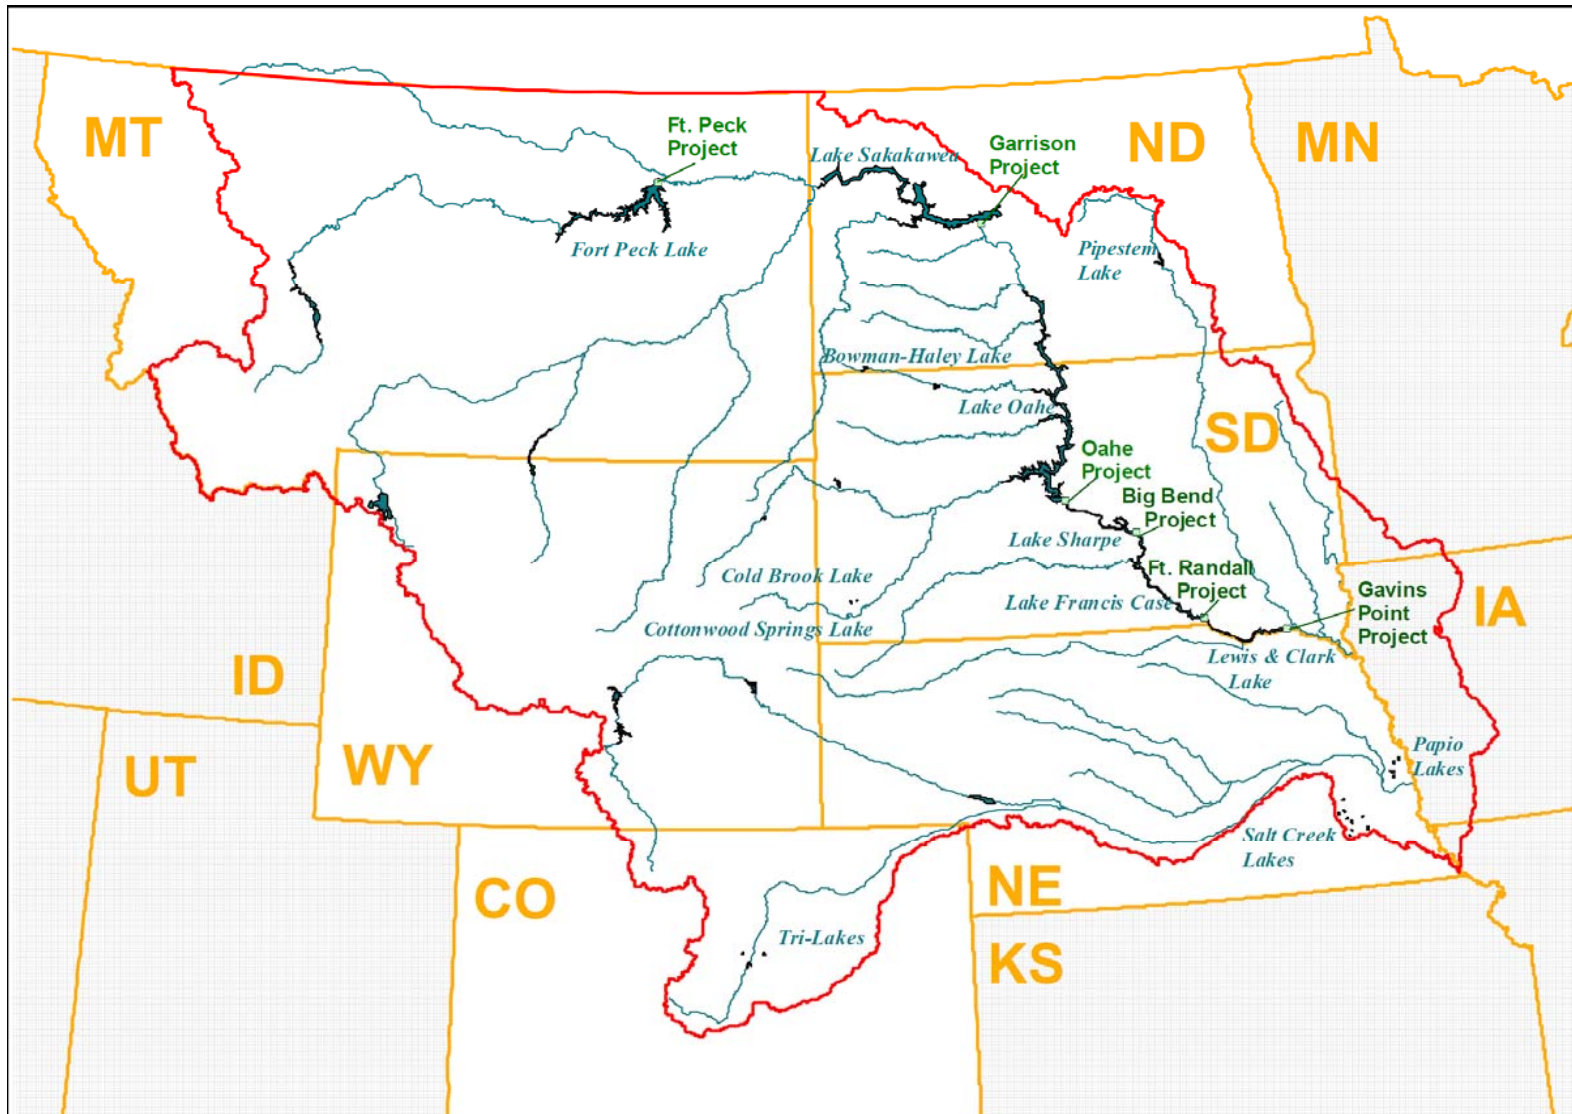 Ft. Peck
Project
MT
Lake Sakakawea
Garrison
Project
ND
MN
Fort Peck Lake
Pipestem
Lake
Bowman-Haley Lake
Lake Oahe
SD
Oahe
Project
Big Bend
Project
Lake Sharpe
Cold Brook Lake
Ft. Randall
Project
Lake Francis Case
Gavins
Point
Project
IA
Cottonwood Springs Lake
Lewis & Clark
Lake
ID
UT
WY
Papio
Lakes
Salt Creek
Lakes
CO
NE
Tri-Lakes
KS